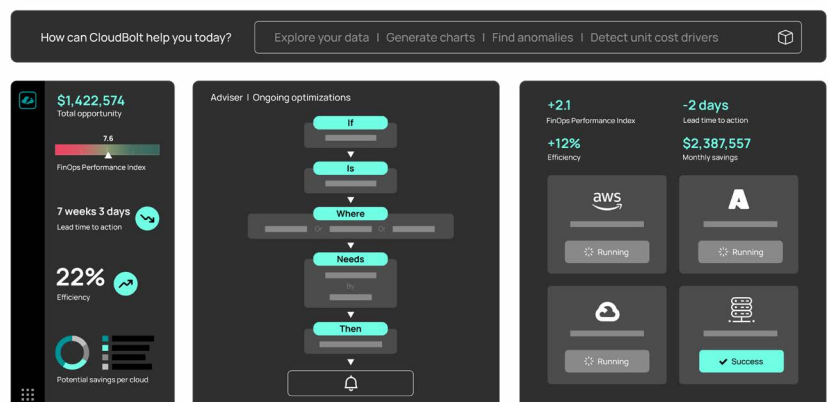 How can CloudBolt help you today?
Explore your data | Generate charts | Find anomalies | Detect unit cost drivers
$1,422,574
Total opportunity
7.6
FinOps Performance Index
7 weeks 3 days
Lead time to action
22%
Efficiency
Potential savings per cloud
Adviser | Ongoing optimizations
If
Is
Where
Or
Or
Needs
By
Then
+2.1
FinOps Performance Index
-2 days
Lead time to action
+12%
Efficiency
$2,387,557
Monthly savings
aws
Running
Running
Running
Success